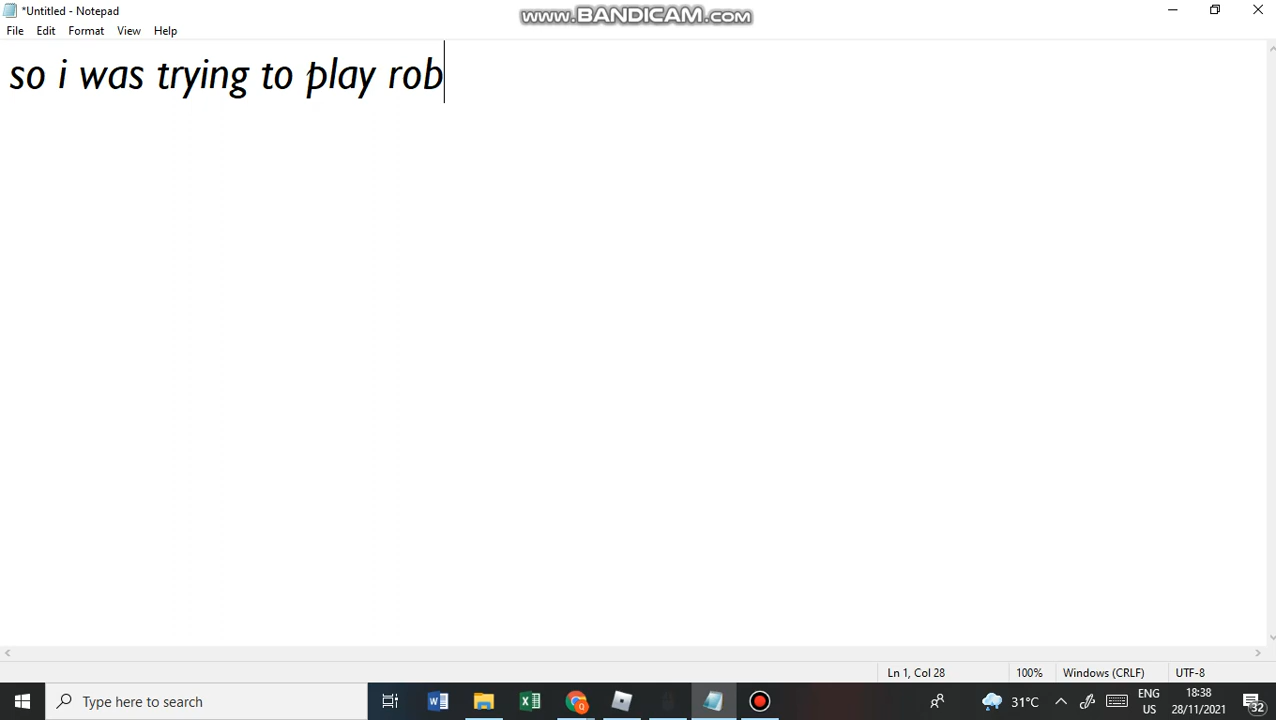 *Untitled - Notepad
www.BANDICAM.com
File Edit Format View Help
so i was trying to play rob
Ln 1, Col 28 100% Windows (CRLF) UTF-8
Type here to search
31°C
ENG
US
18:38
28/11/2021
32